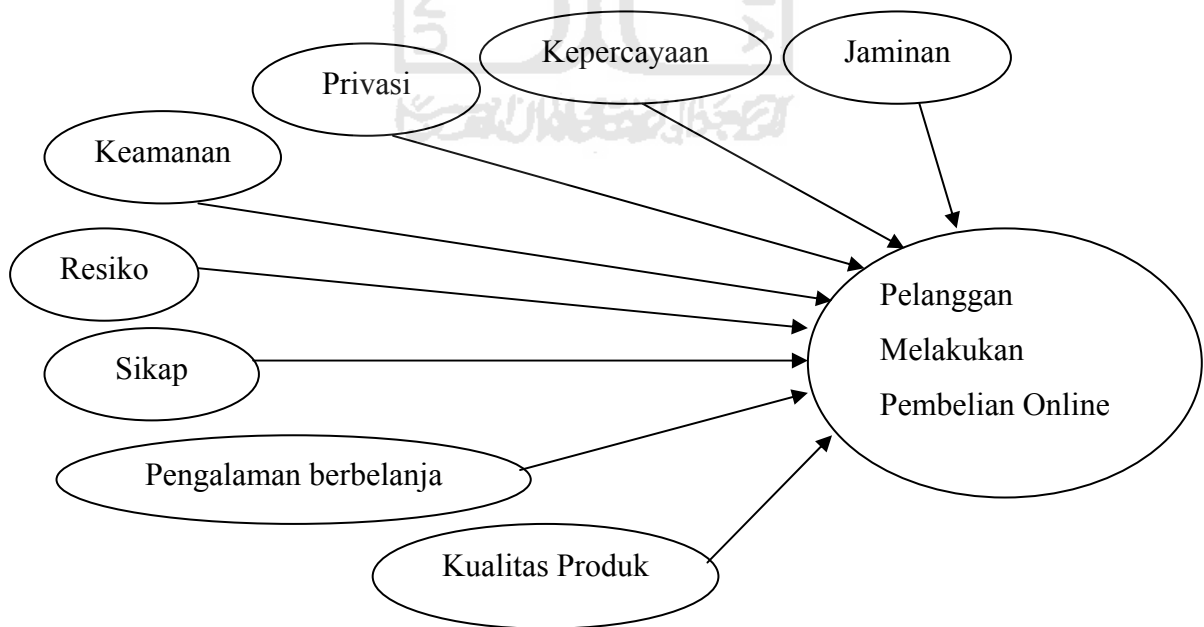 Kepercayaan
Jaminan
Privasi
Keamanan
Resiko
Sikap
Pengalaman berbelanja
Kualitas Produk
Pelanggan
Melakukan
Pembelian Online